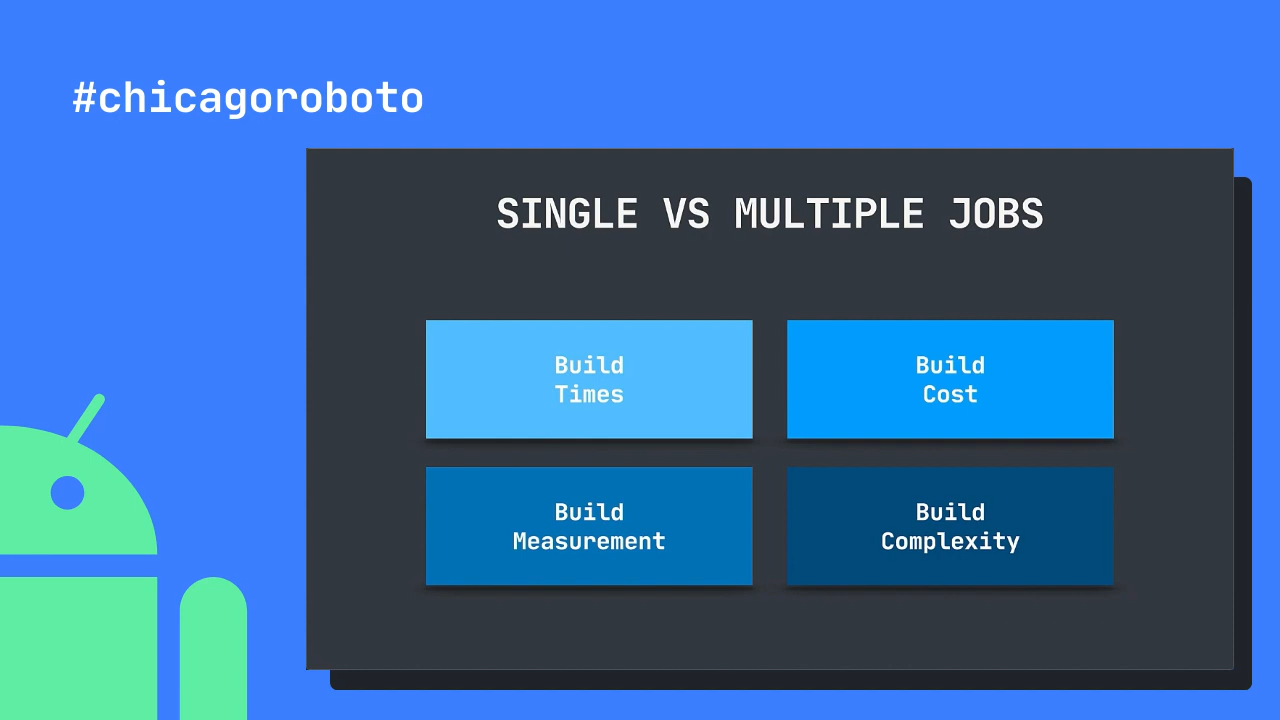 #chicagoroboto
SINGLE VS MULTIPLE JOBS
Build
Times
Build
Cost
Build
Measurement
Build
Complexity